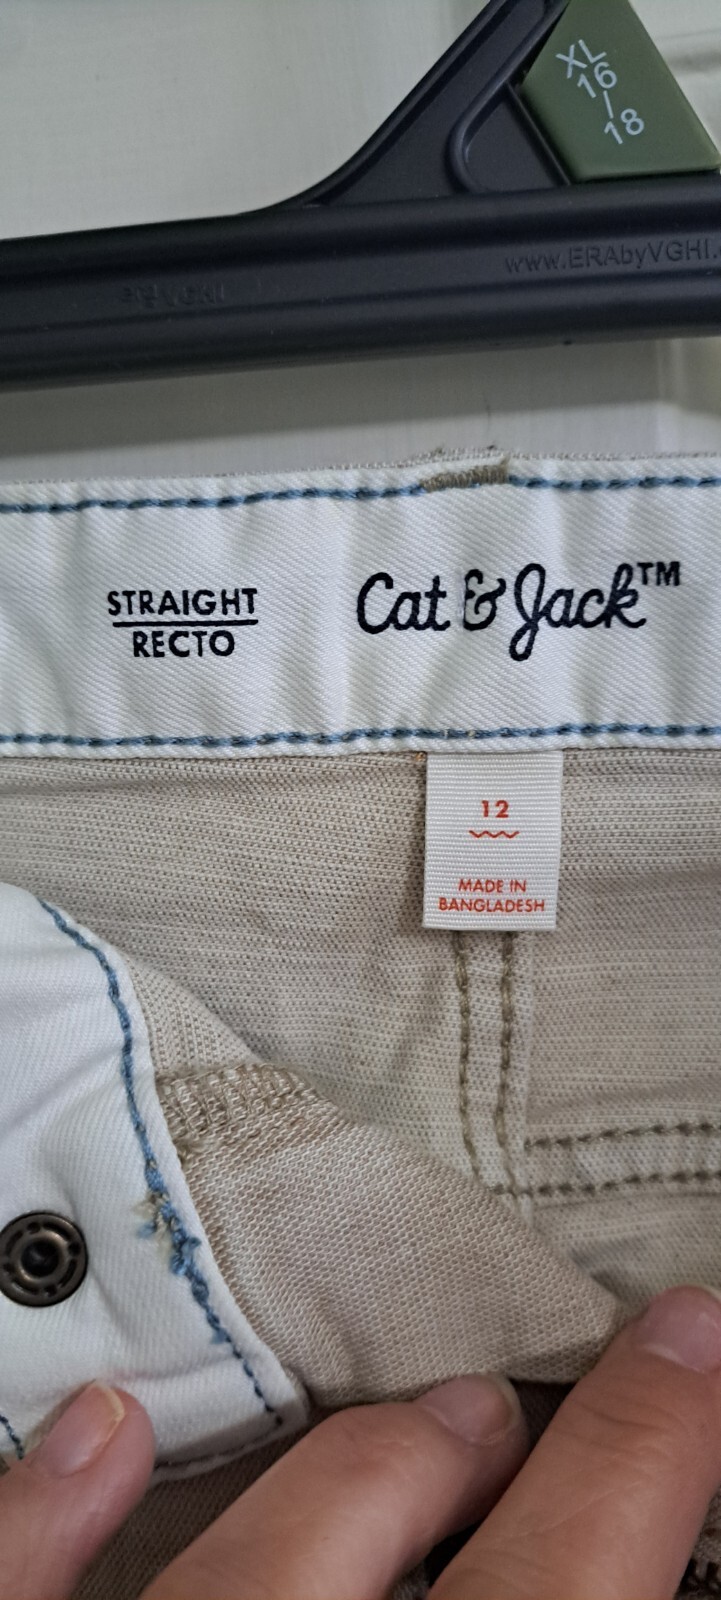 XL
16
/
18
www.ERAbyVGHI.
STRAIGHT
RECTO
Cat & Jack™
12
MADE IN
BANGLADESH